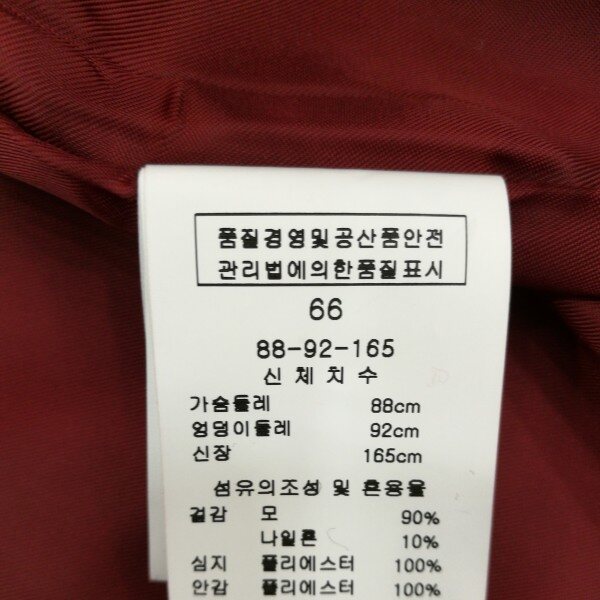 품질경영및공산품안전
관리법에의한품질표시
66
88-92-165
신체치수
가슴둘레 88cm
엉덩이둘레 92cm
신장 165cm
섬유의조성 및 혼용율
겉감 모 90%
나일론 10%
심지 폴리에스터 100%
안감 폴리에스터 100%